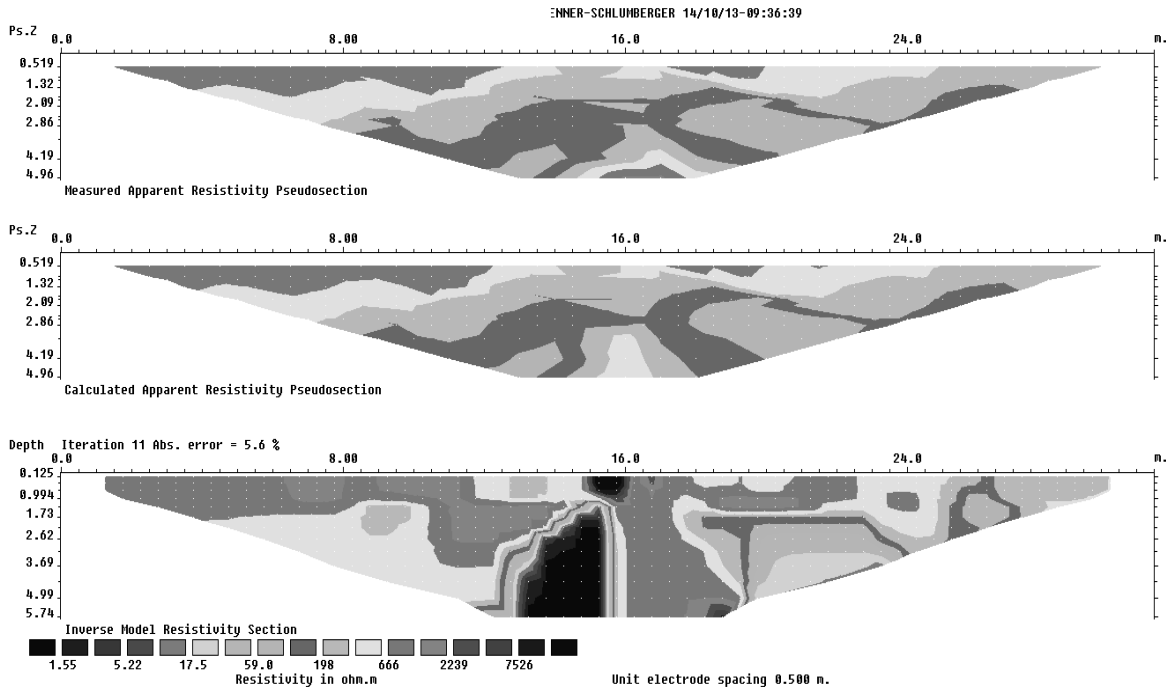 ENNER-SCHLUMBERGER 14/10/13-09:36:39
Ps.Z 0.0 8.00 16.0 24.0 m.
0.519
1.32
2.09
2.86
4.19
4.96
Measured Apparent Resistivity Pseudosection
Ps.Z 0.0 8.00 16.0 24.0 m.
0.519
1.32
2.09
2.86
4.19
4.96
Calculated Apparent Resistivity Pseudosection
Depth Iteration 11 Abs. error = 5.6 %
0.0 8.00 16.0 24.0 m.
0.125
0.994
1.73
2.62
3.69
4.99
5.74
Inverse Model Resistivity Section
1.55 5.22 17.5 59.0 198 666 2239 7526
Resistivity in ohm.m Unit electrode spacing 0.500 m.